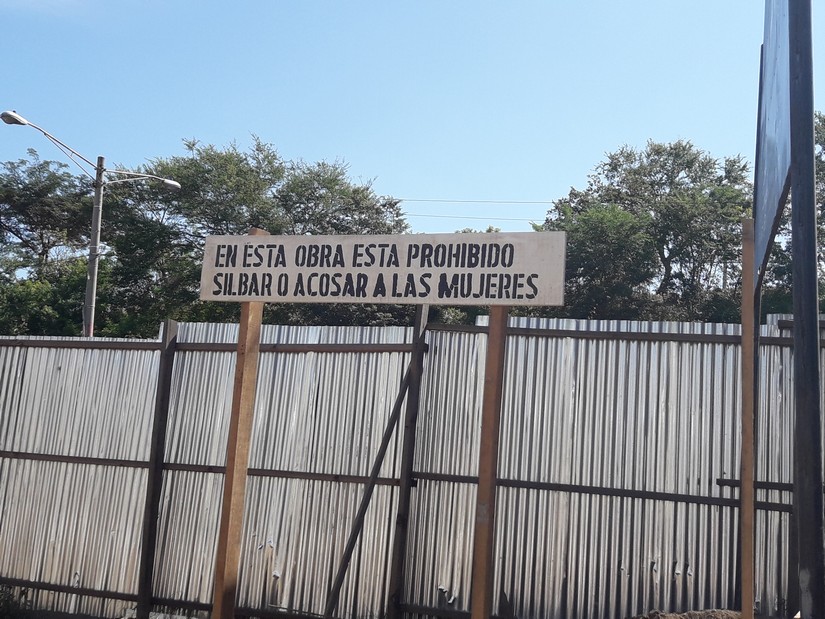 EN ESTA OBRA ESTA PROHIBIDO
SILBAR O ACOSAR A LAS MUJERES